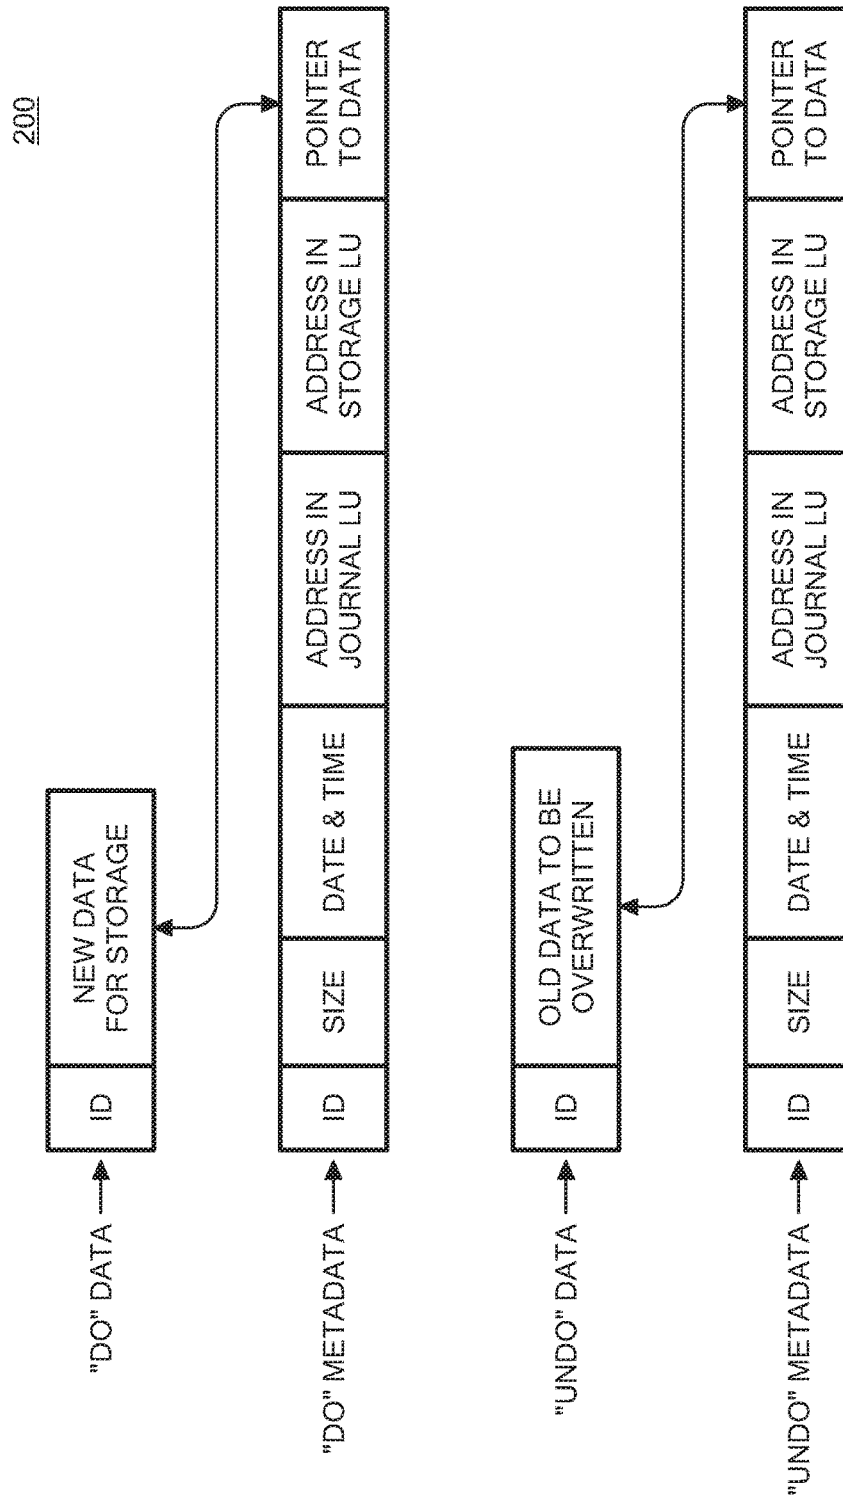 200
"DO" DATA
ID
NEW DATA
FOR STORAGE
"DO" METADATA
ID
SIZE
DATE & TIME
ADDRESS IN
JOURNAL LU
ADDRESS IN
STORAGE LU
POINTER
TO DATA
"UNDO" DATA
ID
OLD DATA TO BE
OVERWRITTEN
"UNDO" METADATA
ID
SIZE
DATE & TIME
ADDRESS IN
JOURNAL LU
ADDRESS IN
STORAGE LU
POINTER
TO DATA